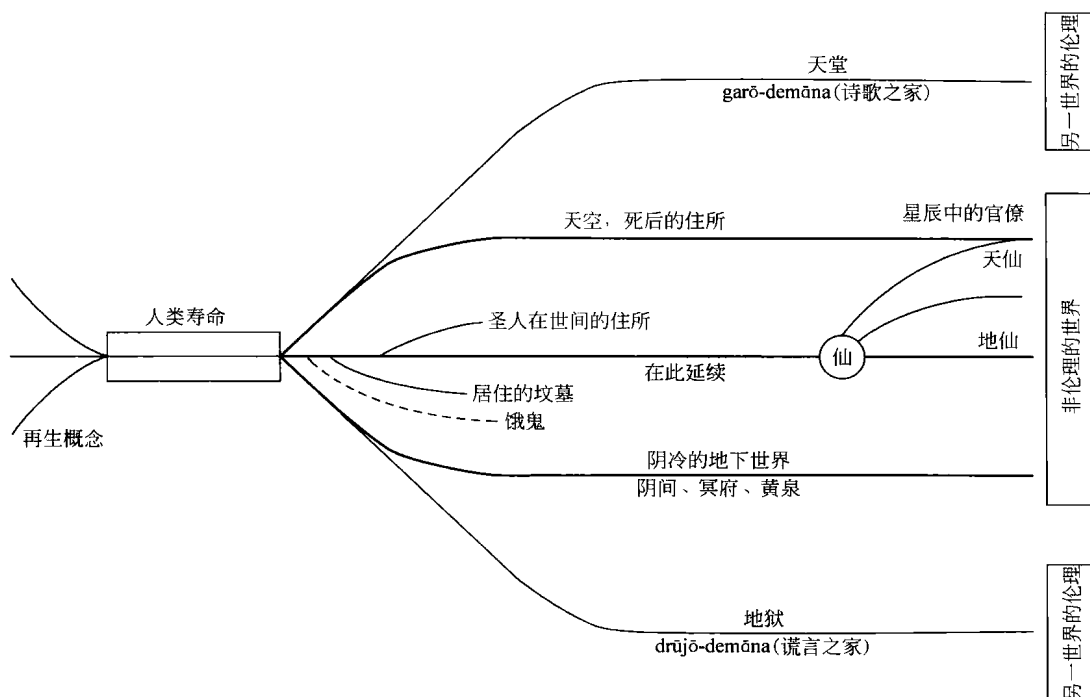 天堂
garō-demāna(诗歌之家)
另一世界的伦理
天空，死后的住所
星辰中的官僚
天仙
人类寿命
圣人在世间的住所
仙
地仙
在此延续
非伦理的世界
居住的坟墓
饿鬼
再生概念
阴冷的地下世界
阴间、冥府、黄泉
地狱
drūjō-demāna(谎言之家)
另一世界的伦理